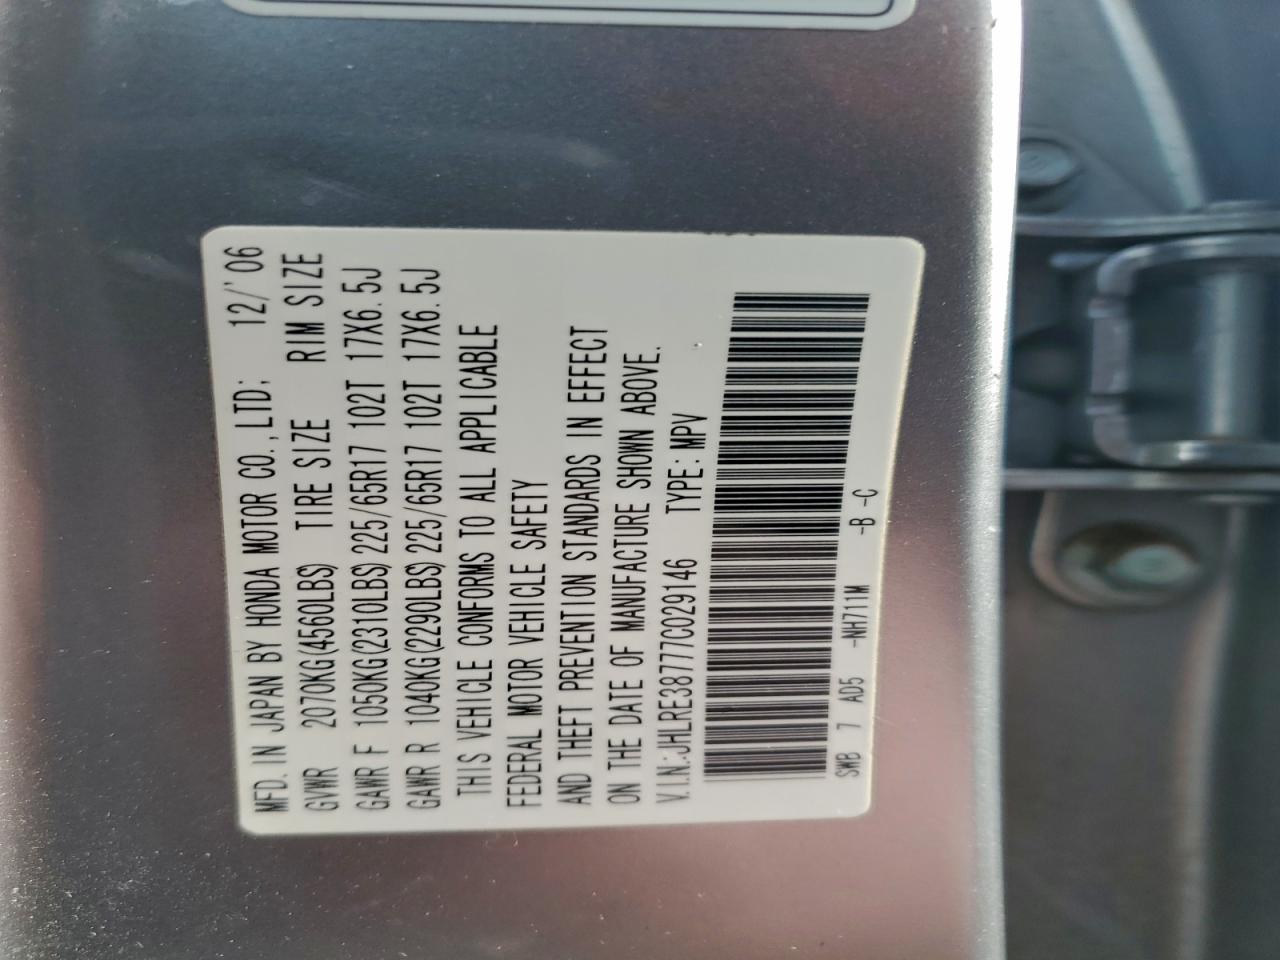 MFD. IN JAPAN BY HONDA MOTOR CO., LTD: 12/'06
GVWR 2070KG(4560LBS) TIRE SIZE RIM SIZE
GAWR F 1050KG(2310LBS) 225/65R17 102T 17X6.5J
GAWR R 1040KG(2290LBS) 225/65R17 102T 17X6.5J
THIS VEHICLE CONFORMS TO ALL APPLICABLE
FEDERAL MOTOR VEHICLE SAFETY
AND THEFT PREVENTION STANDARDS IN EFFECT
ON THE DATE OF MANUFACTURE SHOWN ABOVE.
V.I.N.:JHLRE38777C029146 TYPE: MPV
SWB 7 AD5 -NH711M -B -C